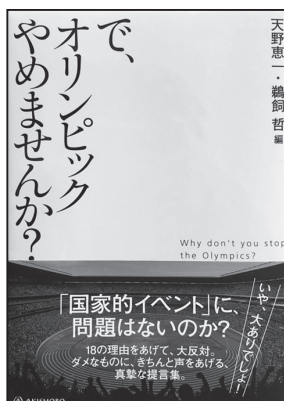 で、
オリンピック
やめませんか?
天野恵一・鵜飼 哲 編
Why don't you stop
the Olympics?
「国家的イベント」に、
問題はないのか?
いや、大ありでしょ!
18の理由をあげて、大反対。
ダメなものに、きちんと声をあげる、
真摯な提言集。
AKISHOBO